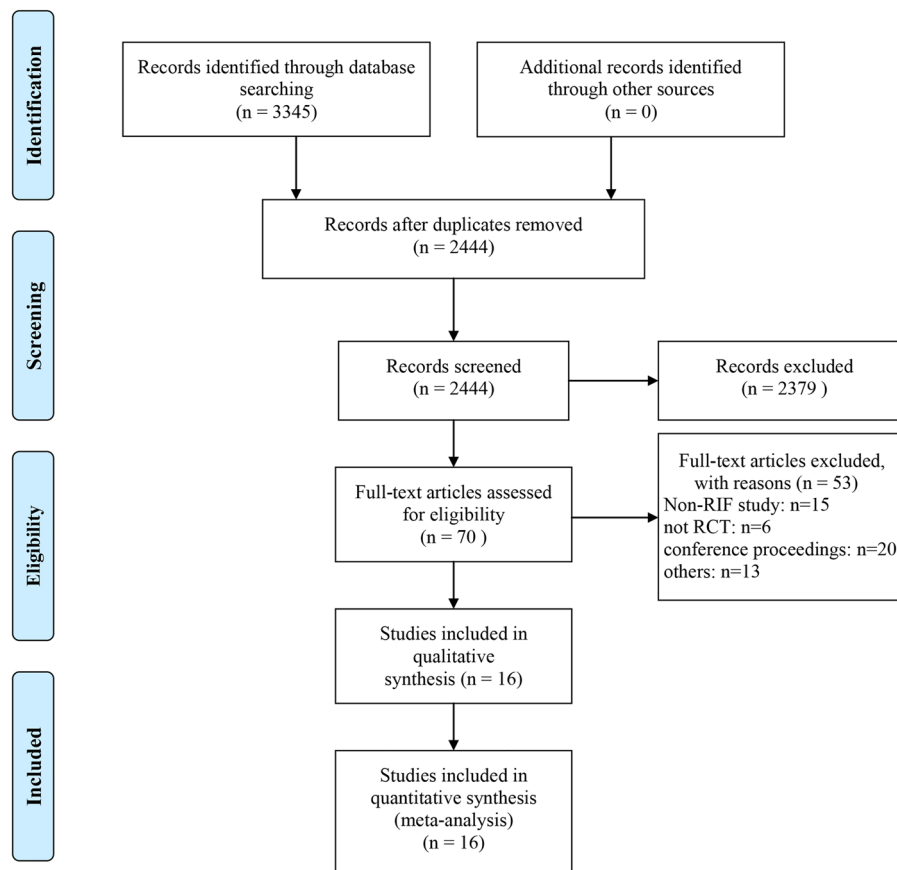 Identification
Records identified through database
searching
(n = 3345)
Additional records identified
through other sources
(n = 0)
Records after duplicates removed
(n = 2444)
Screening
Records screened
(n = 2444)
Records excluded
(n = 2379 )
Eligibility
Full-text articles assessed
for eligibility
(n = 70 )
Full-text articles excluded,
with reasons (n = 53)
Non-RIF study: n=15
not RCT: n=6
conference proceedings: n=20
others: n=13
Studies included in
qualitative
synthesis (n = 16)
Included
Studies included in
quantitative synthesis
(meta-analysis)
(n = 16)